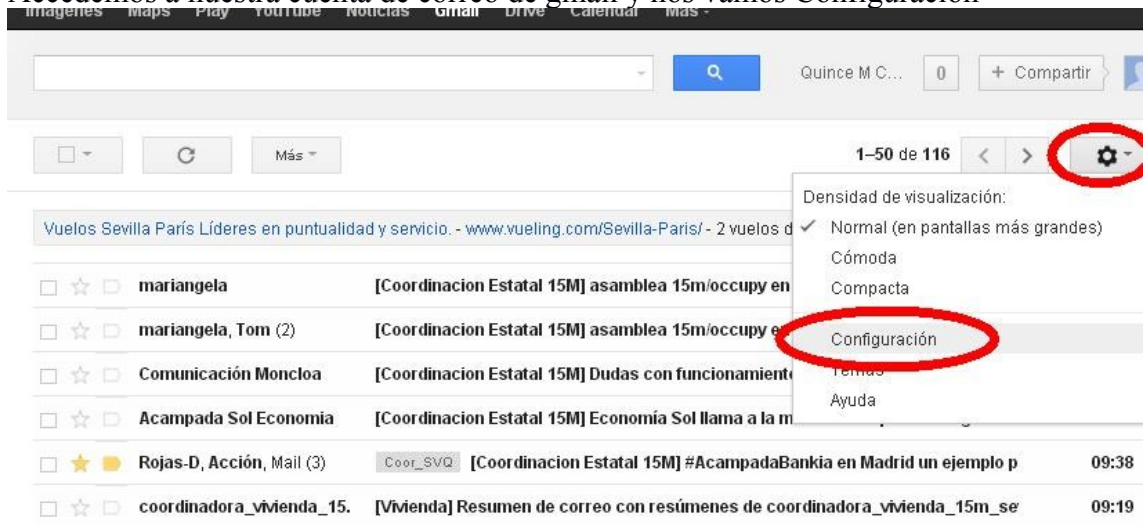 Accedemos a nuestra cuenta de correo de gmail y nos vamos Configuración
Imágenes Maps Play YouTube Noticias Gmail Drive Calendar Más
Quince M C... 0 + Compartir
Más 1–50 de 116 < >
Densidad de visualización:
Vuelos Sevilla París Líderes en puntualidad y servicio. - www.vueling.com/Sevilla-Paris/ - 2 vuelos d
✓ Normal (en pantallas más grandes)
Cómoda
mariangela [Coordinacion Estatal 15M] asamblea 15m/occupy en
Compacta
mariangela, Tom (2) [Coordinacion Estatal 15M] asamblea 15m/occupy e
Configuración
Comunicación Moncloa [Coordinacion Estatal 15M] Dudas con funcionamient
Temas
Ayuda
Acampada Sol Economia [Coordinacion Estatal 15M] Economía Sol llama a la m
Rojas-D, Acción, Mail (3) Coor_SVQ [Coordinacion Estatal 15M] #AcampadaBankia en Madrid un ejemplo p 09:38
coordinadora_vivienda_15. [Vivienda] Resumen de correo con resúmenes de coordinadora_vivienda_15m_se 09:19